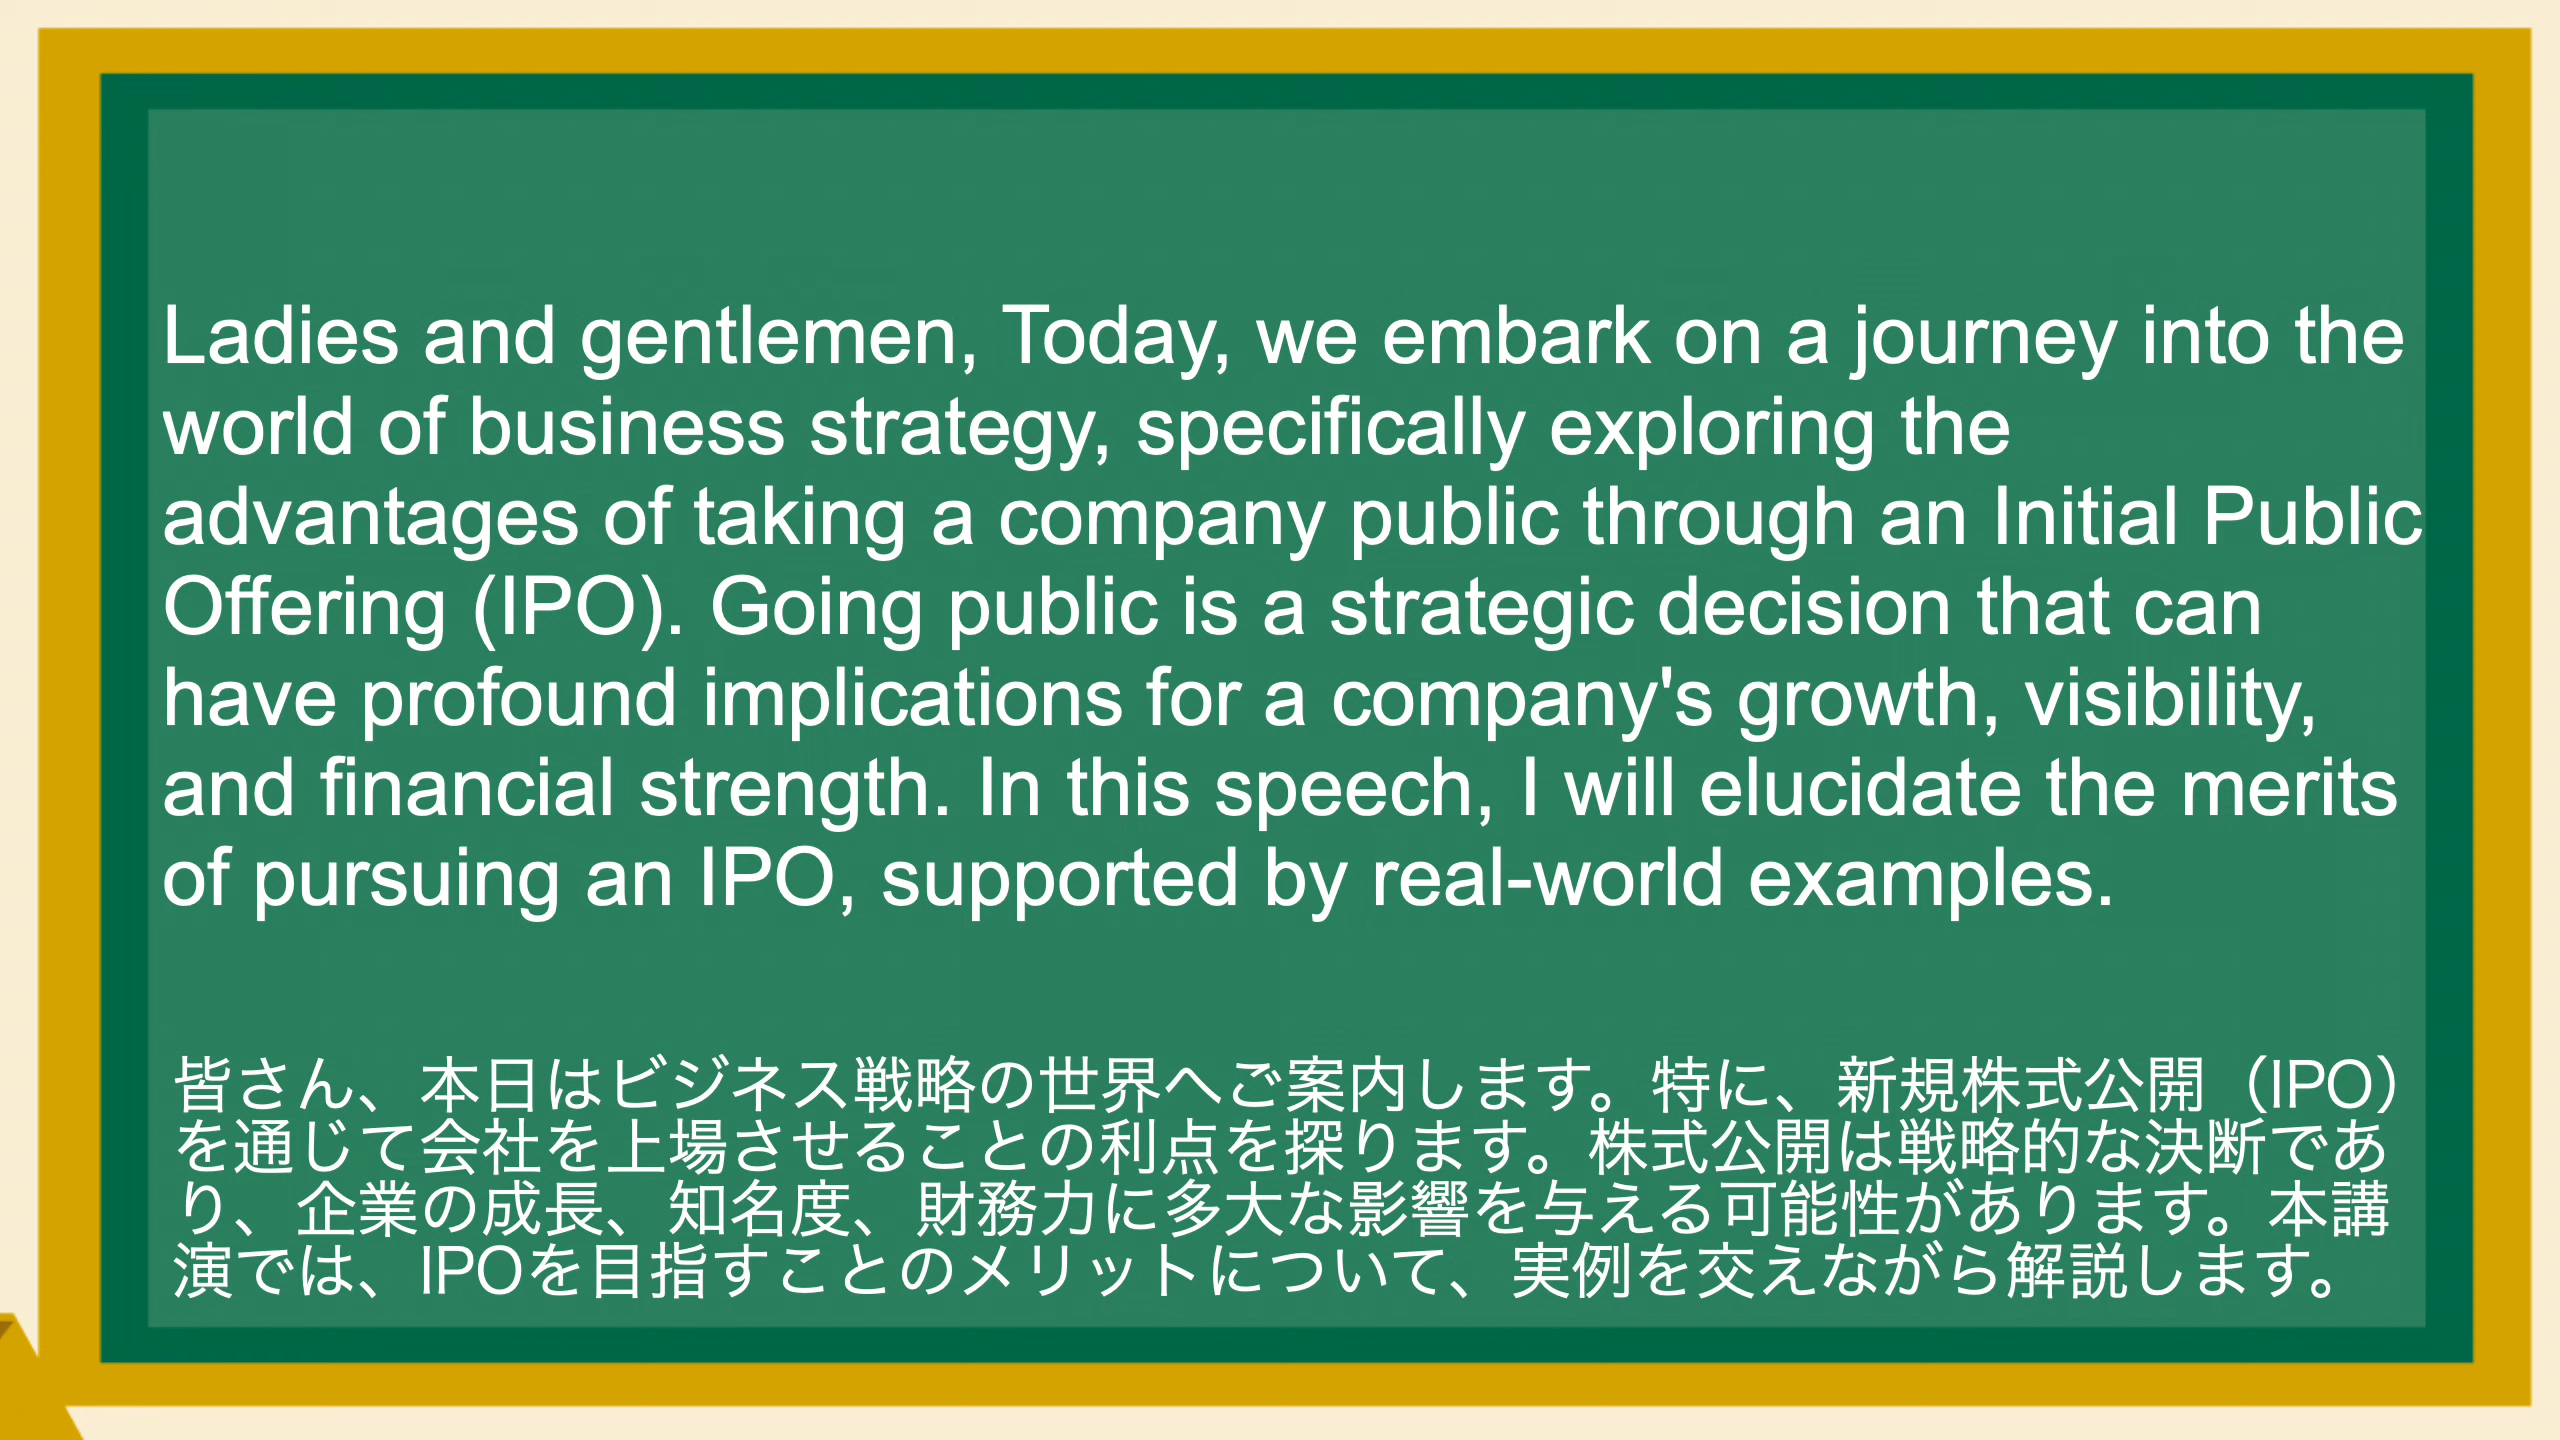 Ladies and gentlemen, Today, we embark on a journey into the
world of business strategy, specifically exploring the
advantages of taking a company public through an Initial Public
Offering (IPO). Going public is a strategic decision that can
have profound implications for a company's growth, visibility,
and financial strength. In this speech, I will elucidate the merits
of pursuing an IPO, supported by real-world examples.
皆さん、本日はビジネス戦略の世界へご案内します。特に、新規株式公開（IPO）
を通じて会社を上場させることの利点を探ります。株式公開は戦略的な決断であ
り、企業の成長、知名度、財務力に多大な影響を与える可能性があります。本講
演では、IPOを目指すことのメリットについて、実例を交えながら解説します。